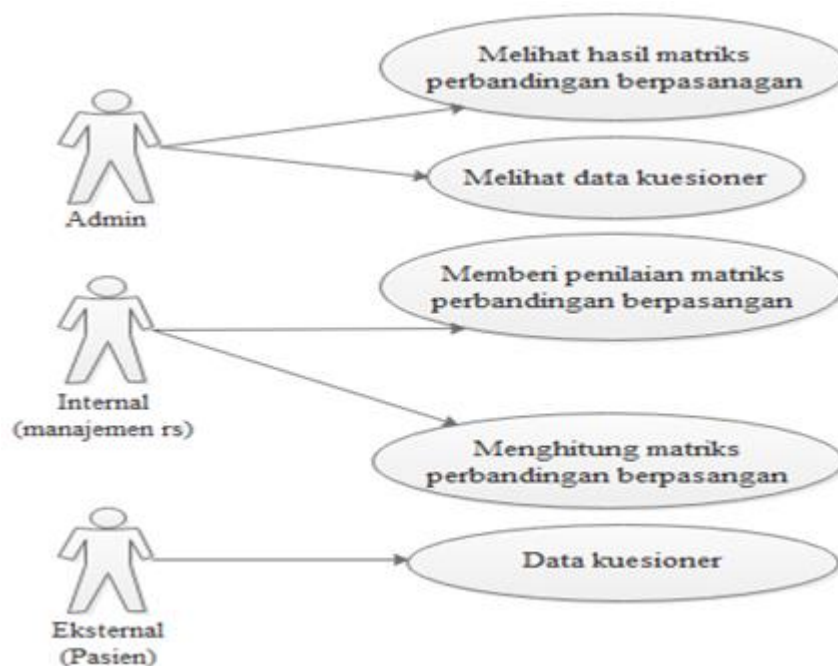 Melihat hasil matriks
perbandingan berpasanagan
Admin
Melihat data kuesioner
Memberi penilaian matriks
perbandingan berpasangan
Internal
(manajemen rs)
Menghitung matriks
perbandingan berpasangan
Data kuesioner
Eksternal
(Pasien)